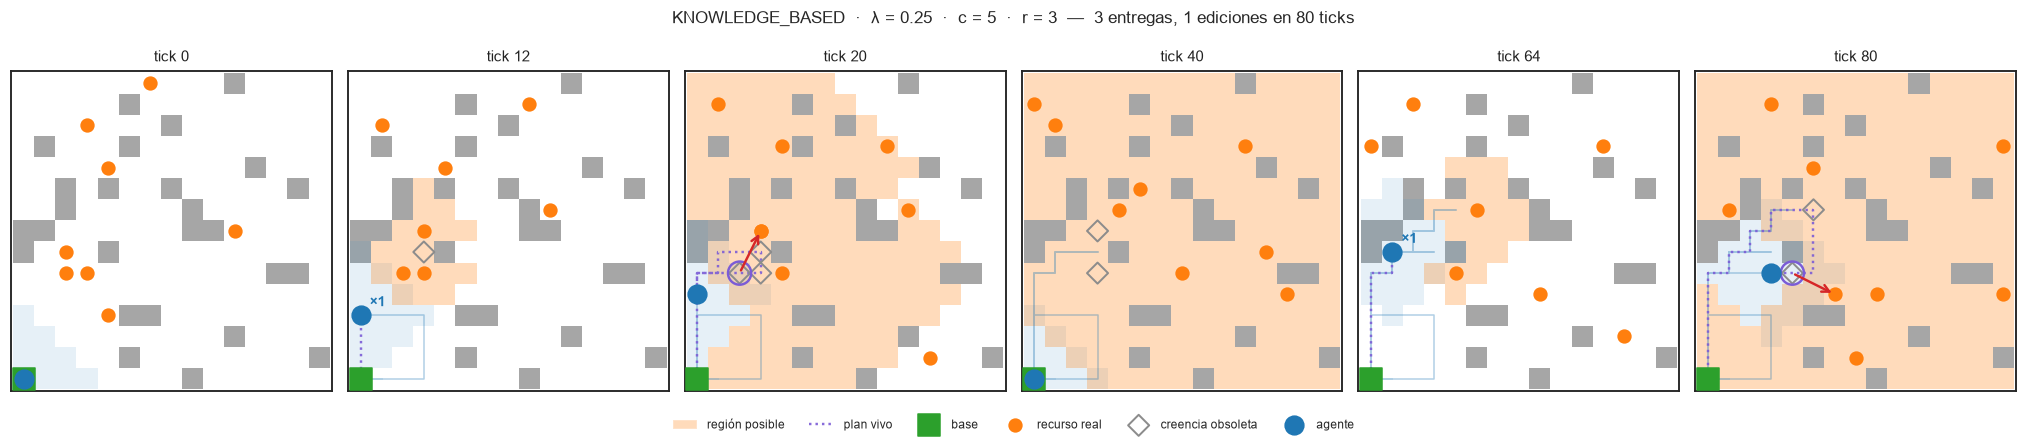 KNOWLEDGE_BASED · λ = 0.25 · c = 5 · r = 3 — 3 entregas, 1 ediciones en 80 ticks
tick 0
tick 12
tick 20
tick 40
tick 64
tick 80
×1
×1
región posible
plan vivo
base
recurso real
creencia obsoleta
agente